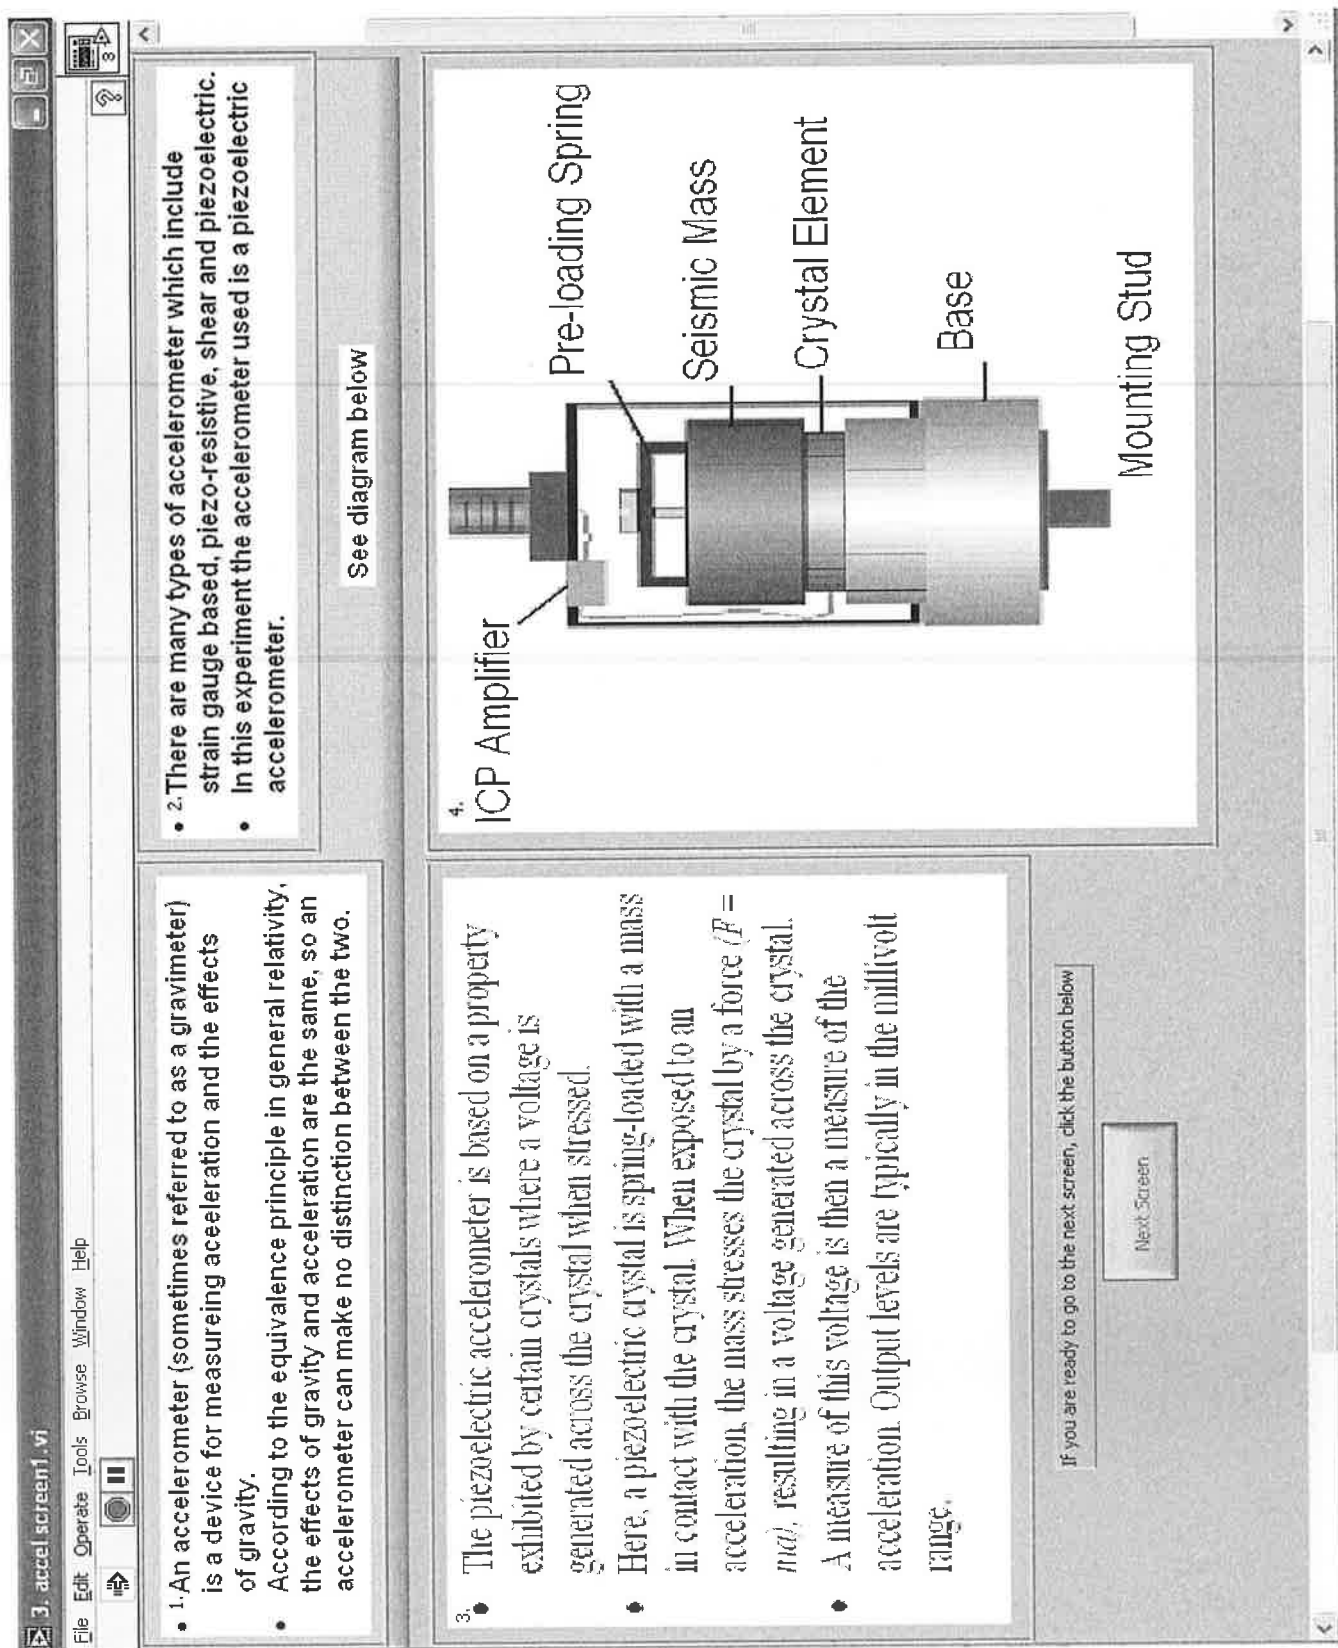 3. accel screen1.vi
File Edit Operate Tools Browse Window Help
?
3
• 1. An accelerometer (sometimes referred to as a gravimeter)
is a device for measureing aceeleration and the effects
of gravity.
• According to the equivalence principle in general relativity,
the effects of gravity and acceleration are the same, so an
accelerometer can make no distinction between the two.
• 2. There are many types of accelerometer which include
strain gauge based, piezo-resistive, shear and piezoelectric.
• In this experiment the accelerometer used is a piezoelectric
accelerometer.
See diagram below
3.
• The piezoelectric accelerometer is based on a property
exhibited by certain crystals where a voltage is
generated across the crystal when stressed.
• Here, a piezoelectric crystal is spring-loaded with a mass
in contact with the crystal. When exposed to an
acceleration, the mass stresses the crystal by a force (F =
ma), resulting in a voltage generated across the crystal.
• A measure of this voltage is then a measure of the
acceleration. Output levels are typically in the millivolt
range.
4.
ICP Amplifier
Pre-loading Spring
Seismic Mass
Crystal Element
Base
Mounting Stud
If you are ready to go to the next screen, click the button below
Next Screen